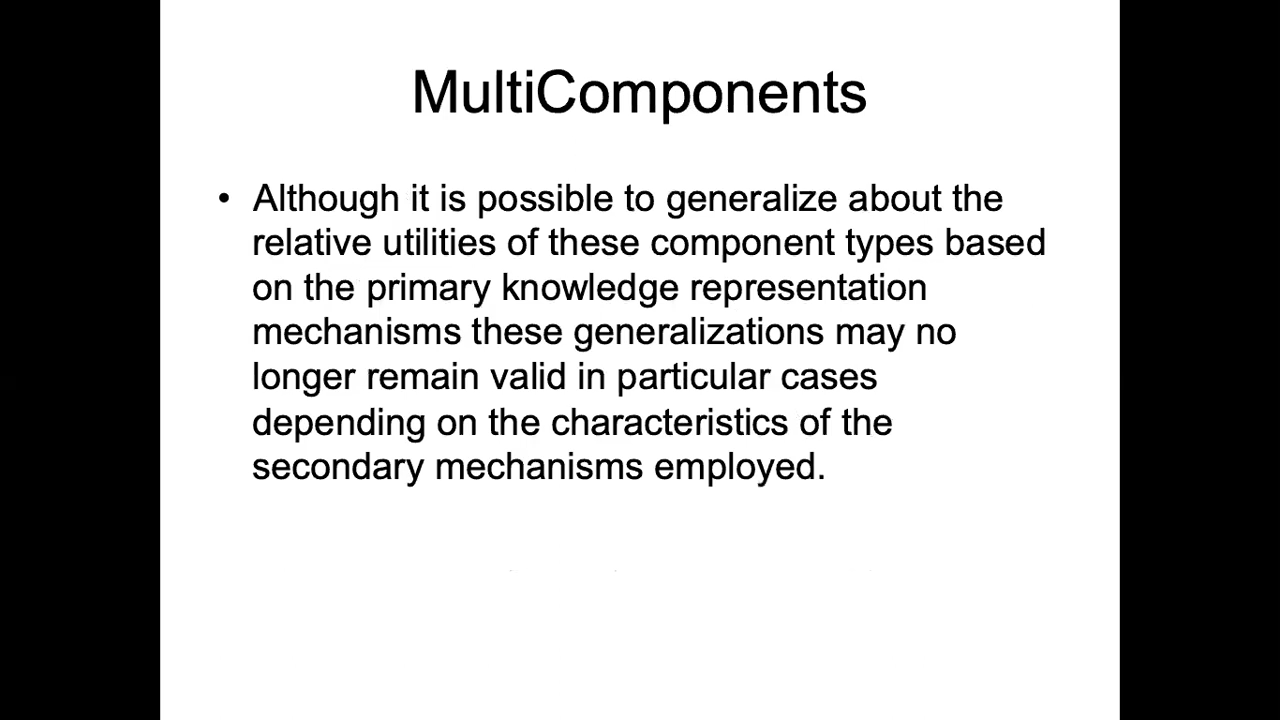 MultiComponents
• Although it is possible to generalize about the
relative utilities of these component types based
on the primary knowledge representation
mechanisms these generalizations may no
longer remain valid in particular cases
depending on the characteristics of the
secondary mechanisms employed.